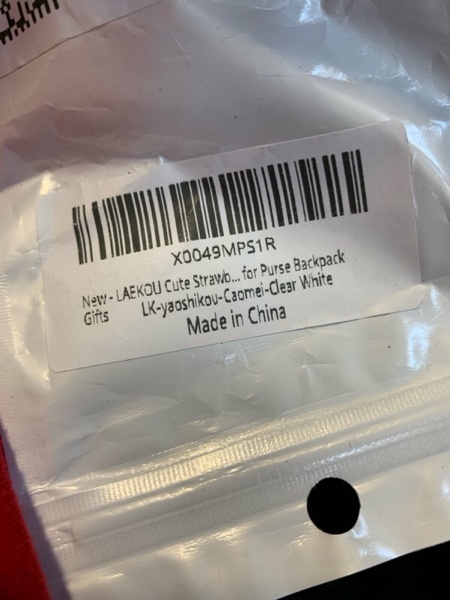 X0049MPS1R
New - LAEKOU Cute Strawb... for Purse Backpack
Gifts LK-yaoshikou-Caomei-Clear White
Made in China